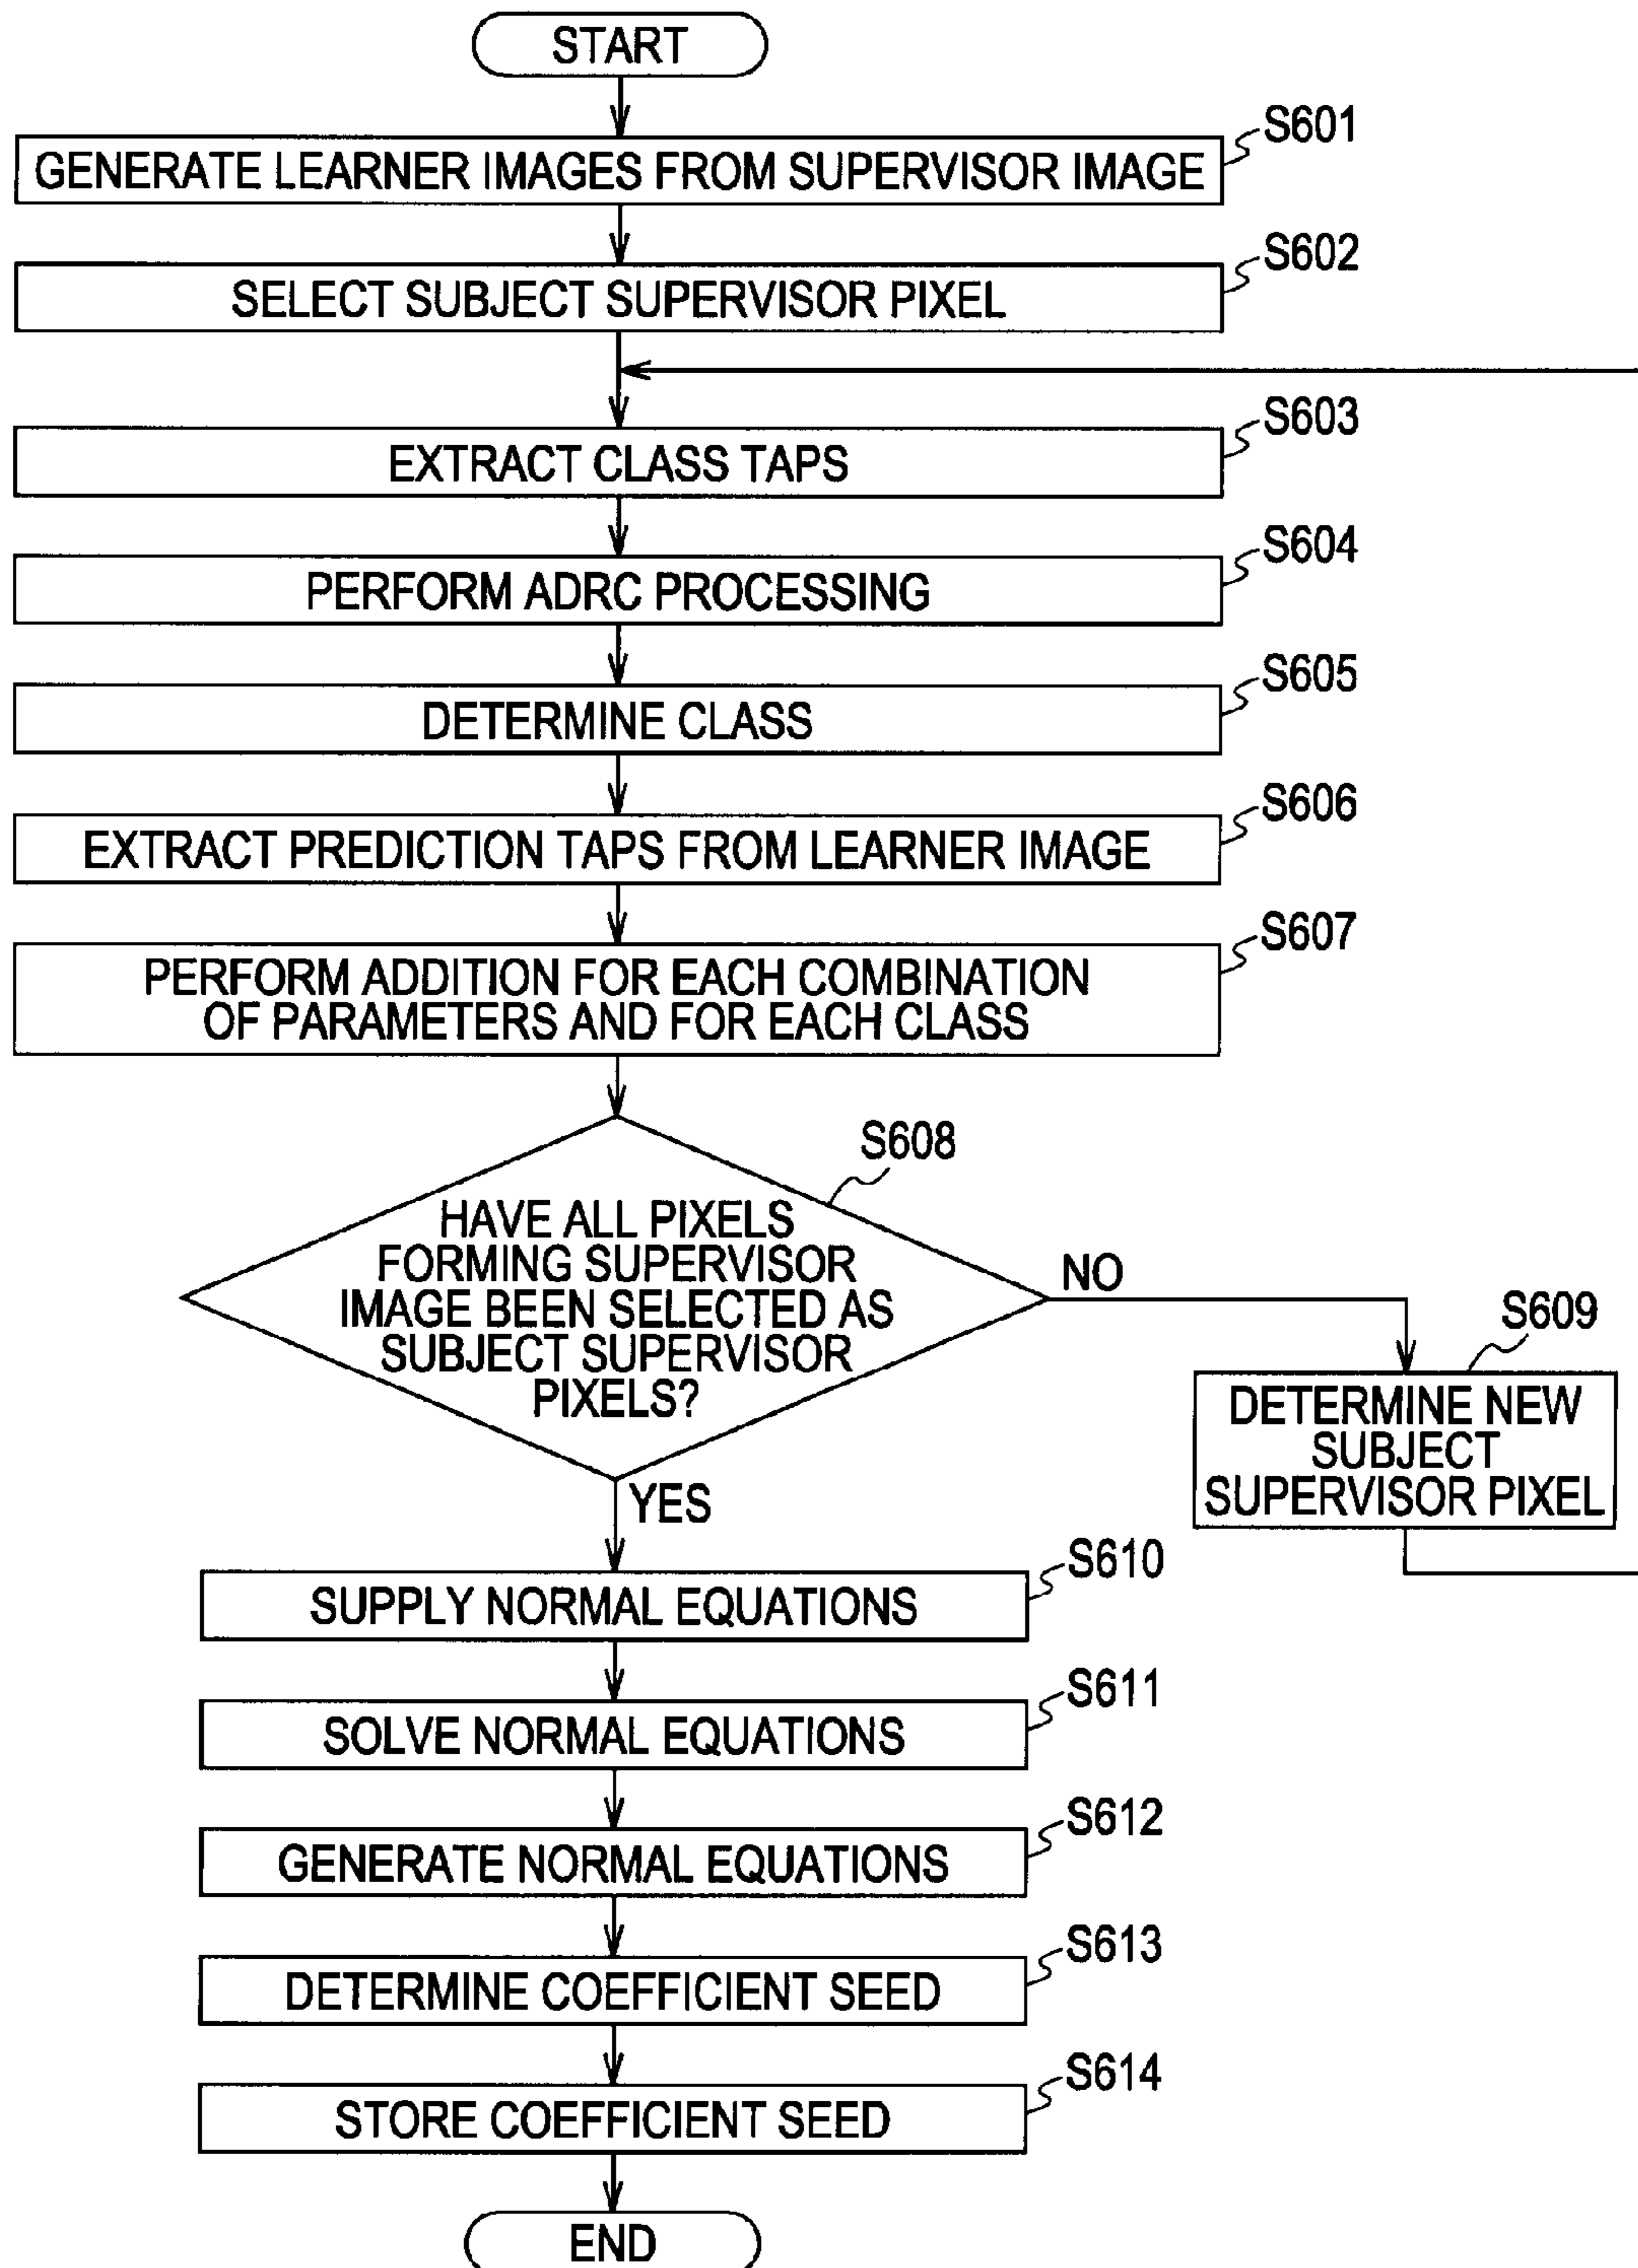 START
S601
GENERATE LEARNER IMAGES FROM SUPERVISOR IMAGE
S602
SELECT SUBJECT SUPERVISOR PIXEL
S603
EXTRACT CLASS TAPS
S604
PERFORM ADRC PROCESSING
S605
DETERMINE CLASS
S606
EXTRACT PREDICTION TAPS FROM LEARNER IMAGE
S607
PERFORM ADDITION FOR EACH COMBINATION
OF PARAMETERS AND FOR EACH CLASS
S608
HAVE ALL PIXELS
FORMING SUPERVISOR
IMAGE BEEN SELECTED AS
SUBJECT SUPERVISOR
PIXELS?
NO
S609
DETERMINE NEW
SUBJECT
SUPERVISOR PIXEL
YES
S610
SUPPLY NORMAL EQUATIONS
S611
SOLVE NORMAL EQUATIONS
S612
GENERATE NORMAL EQUATIONS
S613
DETERMINE COEFFICIENT SEED
S614
STORE COEFFICIENT SEED
END